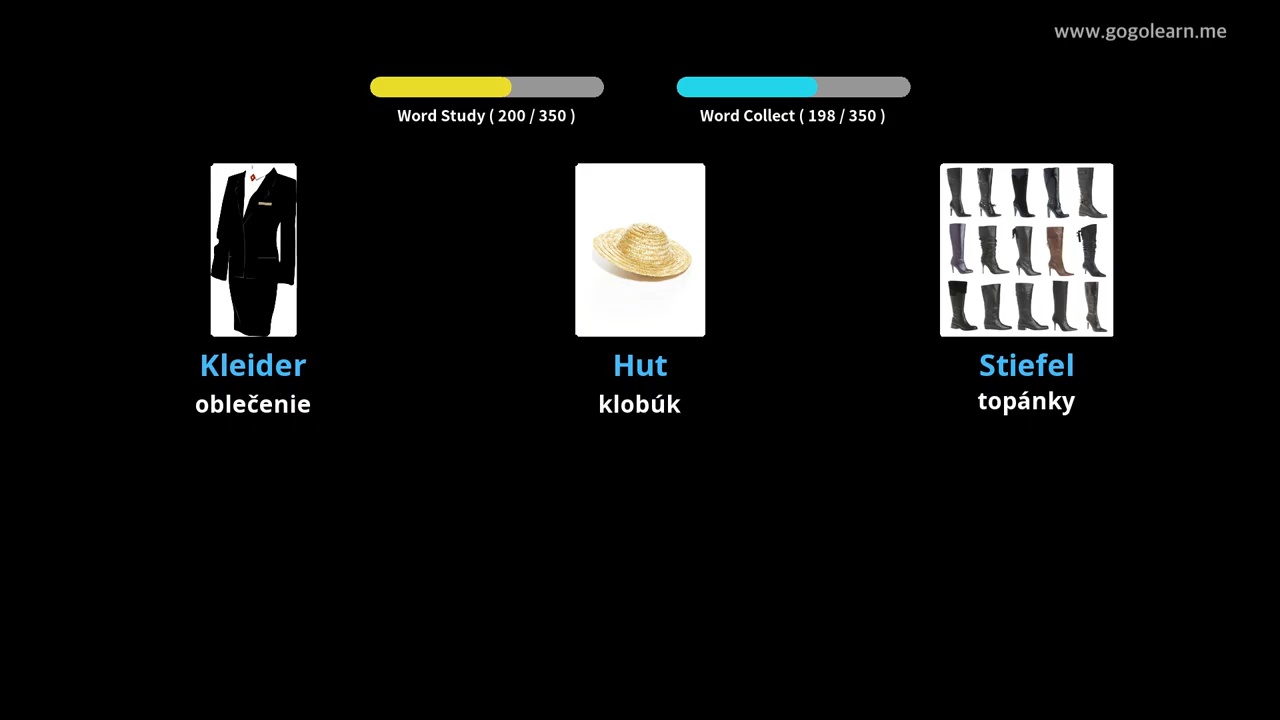 www.gogolearn.me
Word Study ( 200 / 350 )
Word Collect ( 198 / 350 )
Kleider
Hut
Stiefel
oblečenie
klobúk
topánky